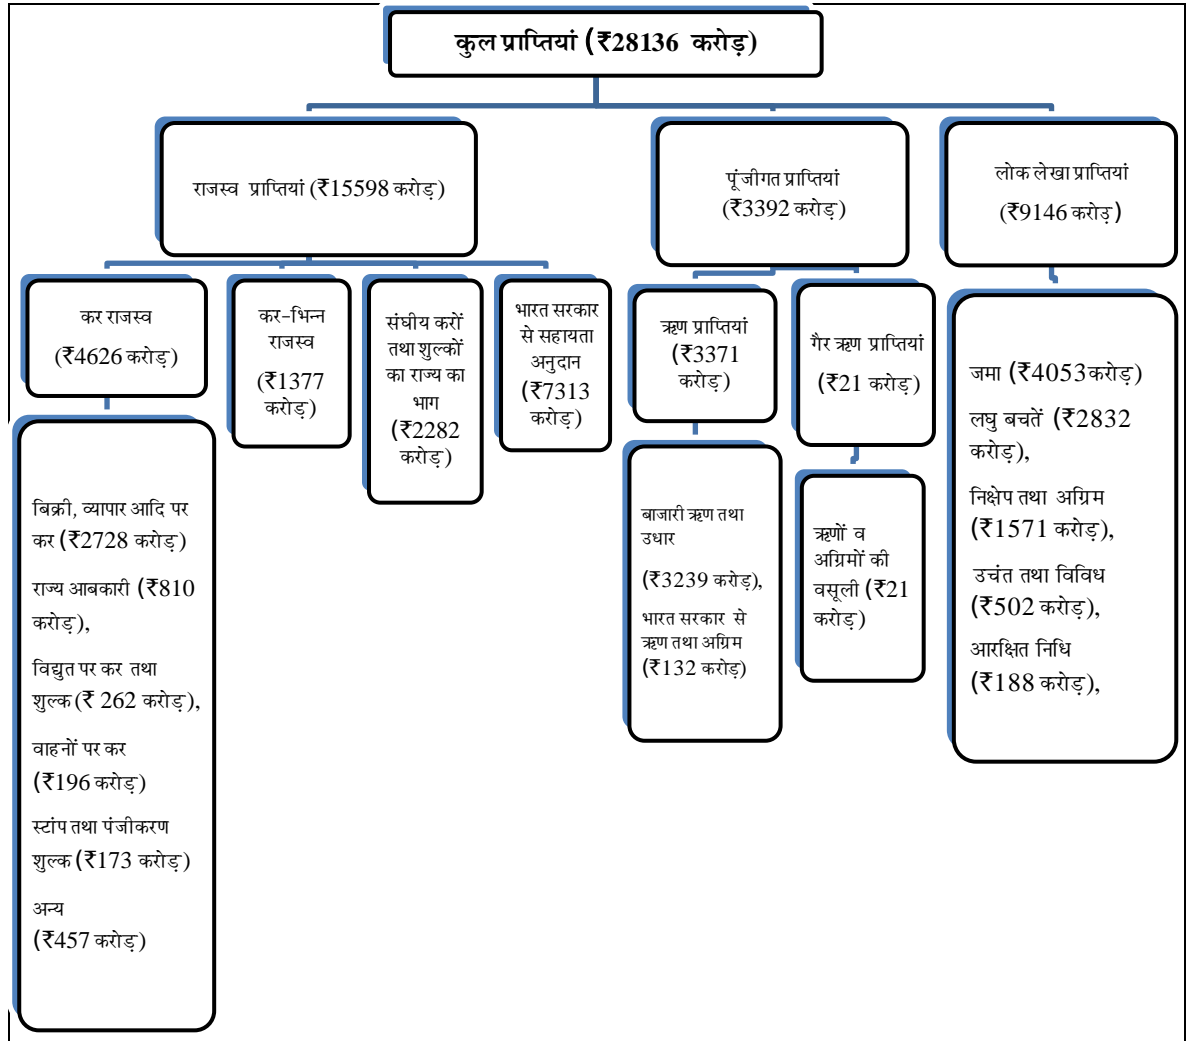 कुल प्राप्तियां (₹28136 करोड़)
राजस्व प्राप्तियां (₹15598 करोड़)
पूंजीगत प्राप्तियां
(₹3392 करोड़)
लोक लेखा प्राप्तियां
(₹9146 करोड़)
कर राजस्व
(₹4626 करोड़)
कर-भिन्न
राजस्व
(₹1377
करोड़)
संघीय करों
तथा शुल्कों
का राज्य का
भाग
(₹2282
करोड़)
भारत सरकार
से सहायता
अनुदान
(₹7313
करोड़)
ऋण प्राप्तियां
(₹3371
करोड़)
गैर ऋण प्राप्तियां
(₹21 करोड़)
बिक्री, व्यापार आदि पर
कर (₹2728 करोड़)
राज्य आबकारी (₹810
करोड़),
विद्युत पर कर तथा
शुल्क (₹ 262 करोड़),
वाहनों पर कर
(₹196 करोड़)
स्टांप तथा पंजीकरण
शुल्क (₹173 करोड़)
अन्य
(₹457 करोड़)
बाजारी ऋण तथा
उधार
(₹3239 करोड़),
भारत सरकार से
ऋण तथा अग्रिम
(₹132 करोड़)
ऋणों व
अग्रिमों की
वसूली (₹21
करोड़)
जमा (₹4053करोड़)
लघु बचतें (₹2832
करोड़),
निक्षेप तथा अग्रिम
(₹1571 करोड़),
उचंत तथा विविध
(₹502 करोड़),
आरक्षित निधि
(₹188 करोड़),